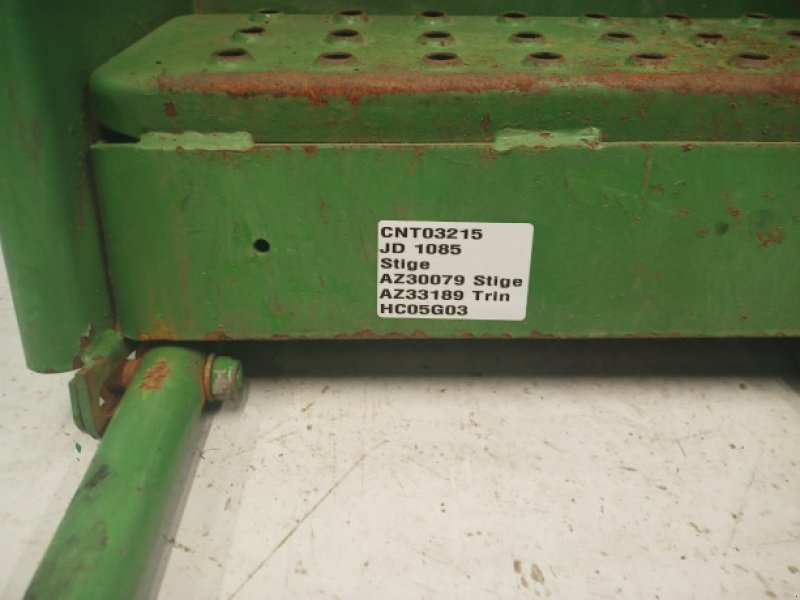 CNT03215
JD 1085
Stige
AZ30079 Stige
AZ33189 Trin
HC05G03